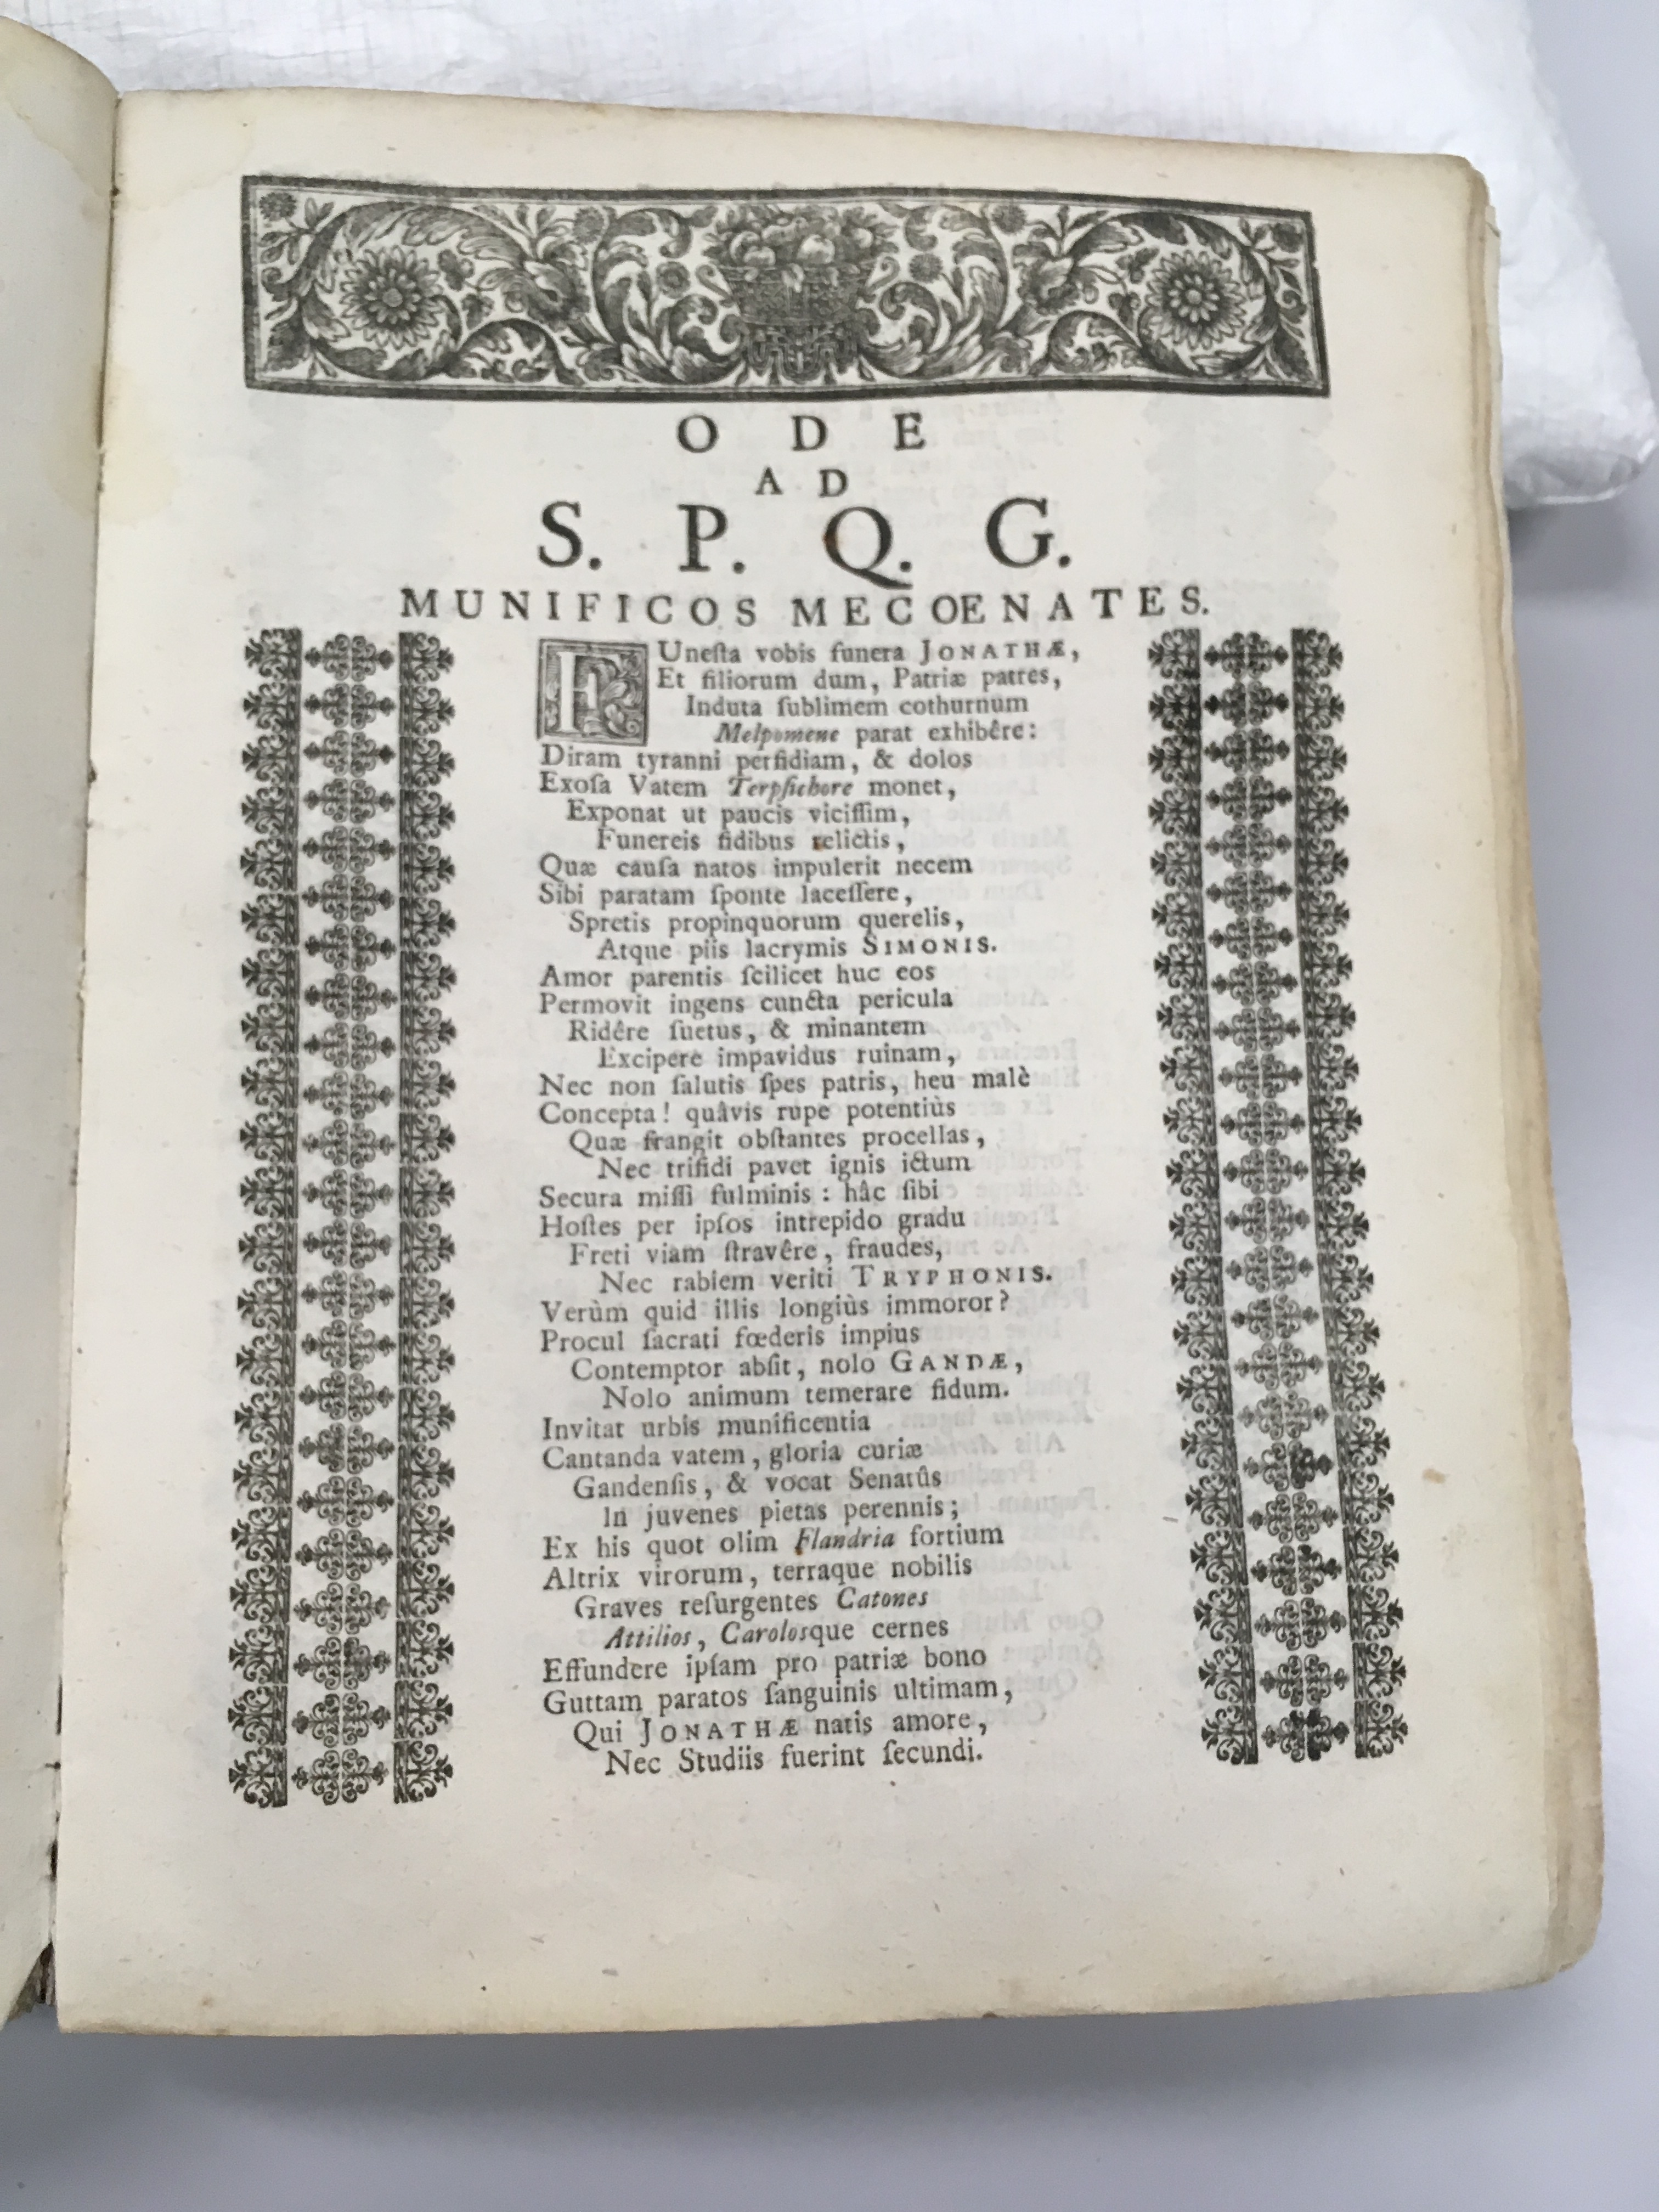 ODE
AD
S. P. Q. G.
MUNIFICOS MECOENATES.
FUneſta vobis funera JONATHÆ,
Et filiorum dum, Patriæ patres,
Induta ſublimem cothurnum
Melpomene parat exhibêre:
Diram tyranni perfidiam, & dolos
Exoſa Vatem Terpſichore monet,
Exponat ut paucis viciſſim,
Funereis fidibus relictis,
Quæ cauſa natos impulerit necem
Sibi paratam ſponte laceſſere,
Spretis propinquorum querelis,
Atque piis lacrymis SIMONIS.
Amor parentis ſcilicet huc eos
Permovit ingens cuncta pericula
Ridêre ſuetus, & minantem
Excipere impavidus ruinam,
Nec non ſalutis ſpes patris, heu malè
Concepta! quâvis rupe potentiùs
Quæ frangit obſtantes procellas,
Nec trifidi pavet ignis ictum
Secura miſſi fulminis: hâc ſibi
Hoſtes per ipſos intrepido gradu
Freti viam ſtravêre, fraudes,
Nec rabiem veriti TRYPHONIS.
Verùm quid illis longiùs immoror?
Procul ſacrati fœderis impius
Contemptor abſit, nolo GANDÆ,
Nolo animum temerare fidum.
Invitat urbis munificentia
Cantanda vatem, gloria curiæ
Gandenſis, & vocat Senatûs
In juvenes pietas perennis;
Ex his quot olim Flandria fortium
Altrix virorum, terraque nobilis
Graves reſurgentes Catones
Attilios, Carolosque cernes
Effundere ipſam pro patriæ bono
Guttam paratos ſanguinis ultimam,
Qui JONATHÆ natis amore,
Nec Studiis fuerint ſecundi.